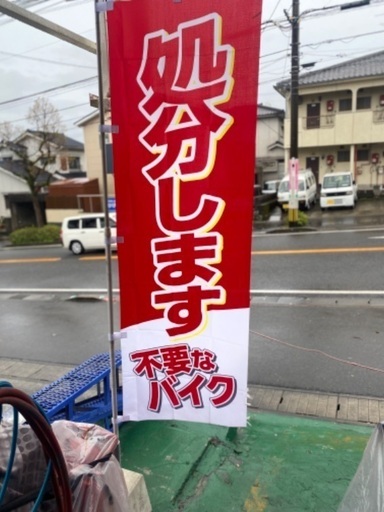 処分します
不要な
バイク